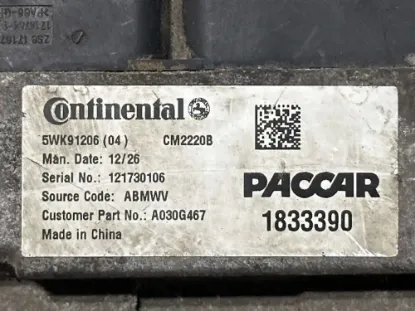 Continental
5WK91206 (04) CM2220B
Man. Date: 12/26
Serial No.: 121730106
Source Code: ABMWV
Customer Part No.: A030G467
Made in China
PACCAR
1833390